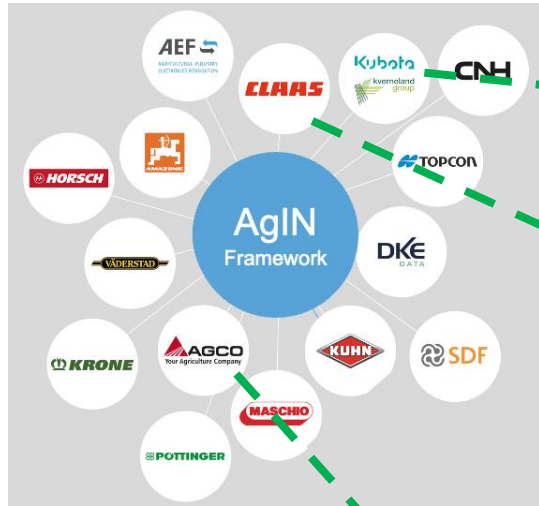 AEF
AGRICULTURAL INDUSTRY
ELECTRONICS FOUNDATION
CLAAS
Kubota
kverneland
group
CNH
AMAZONE
TOPCON
HORSCH
AgIN
Framework
VÄDERSTAD
DKE
DATA
KRONE
AGCO
Your Agriculture Company
KUHN
SDF
MASCHIO
PÖTTINGER